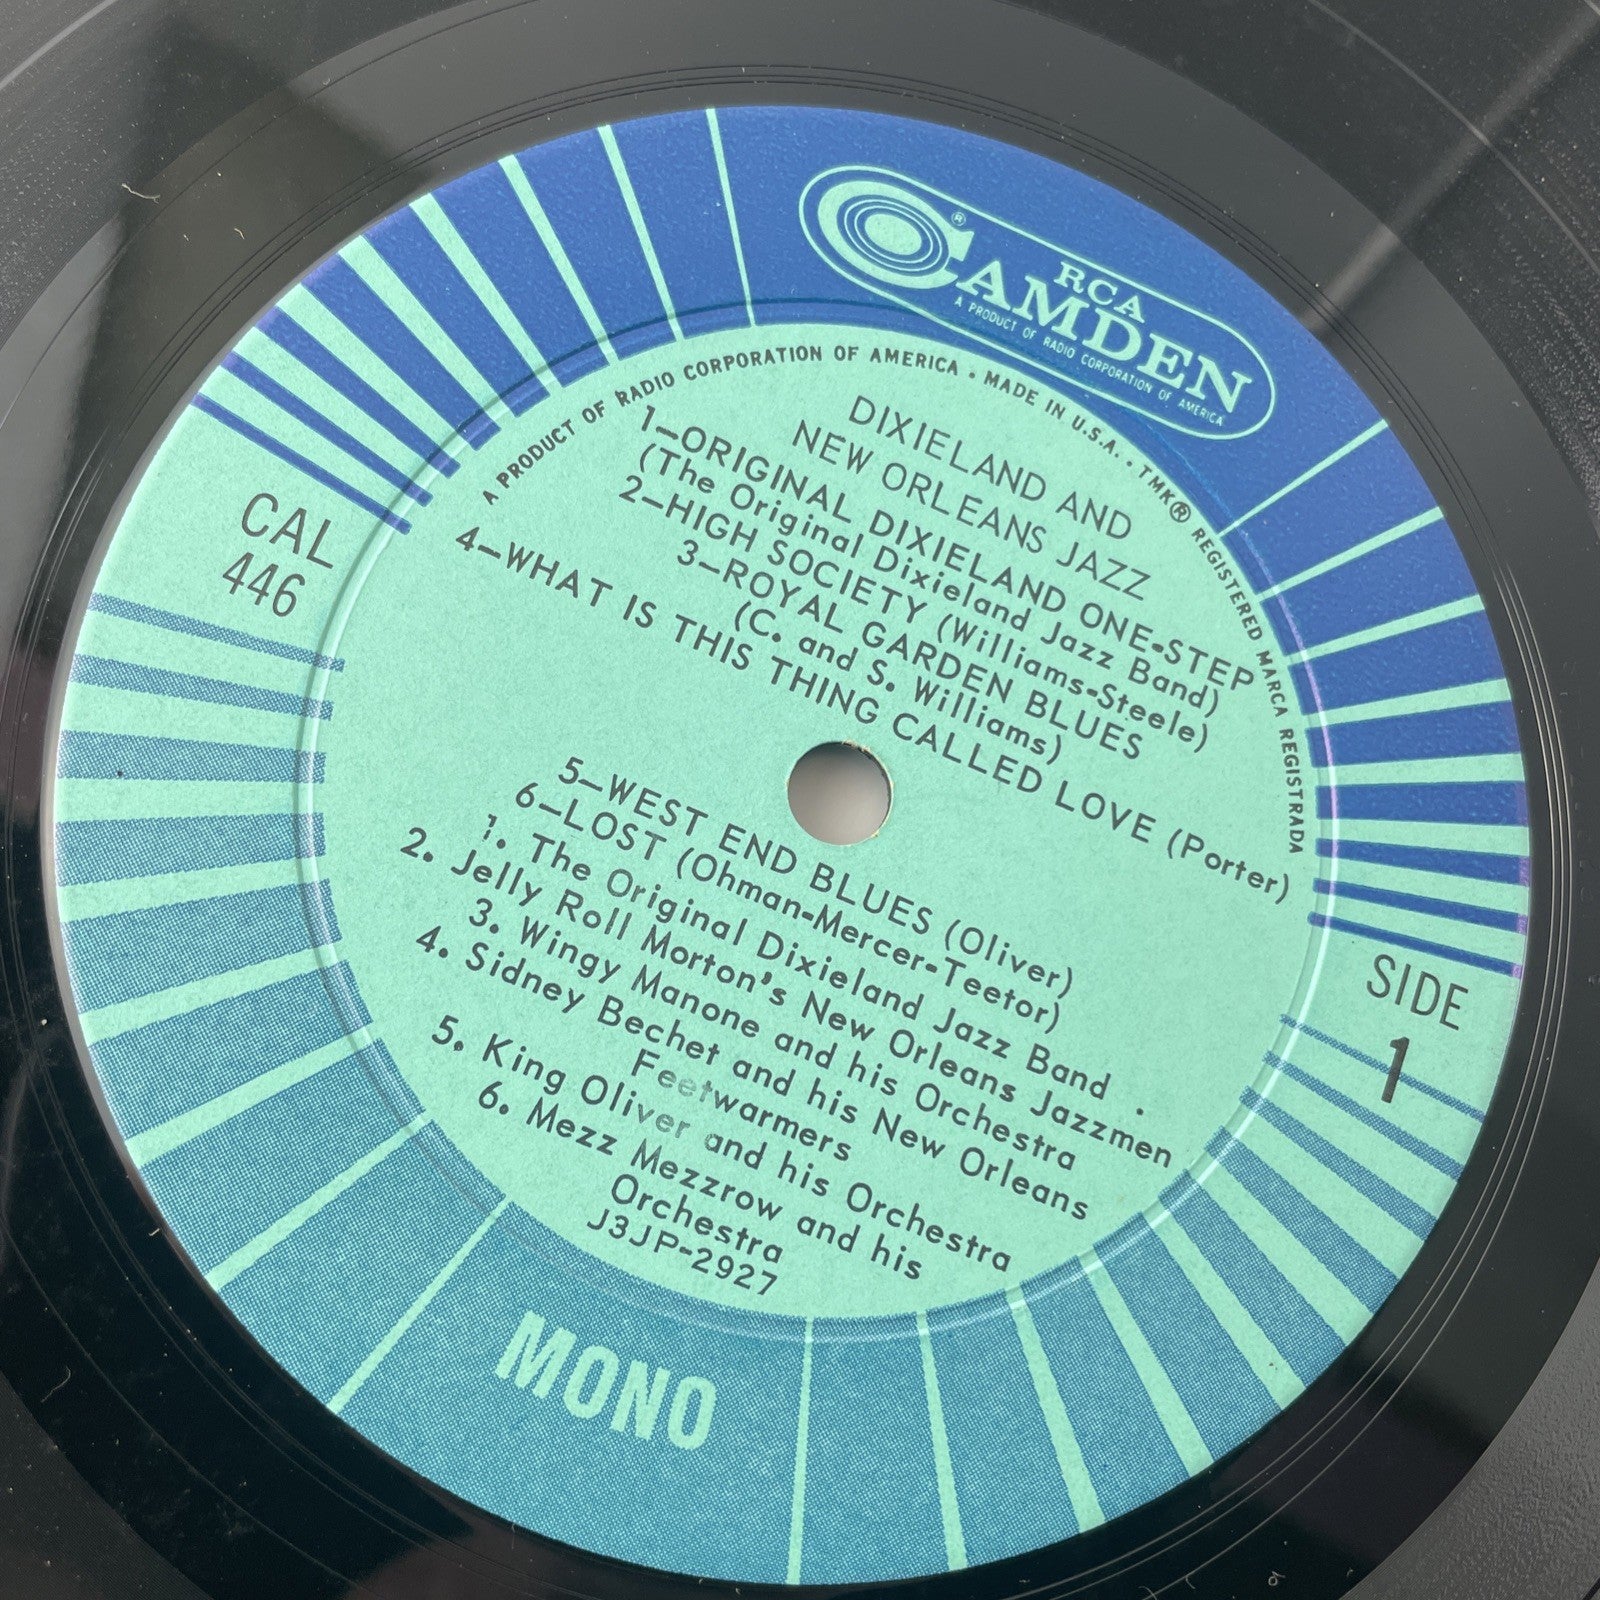 RCA
CAMDEN®
A PRODUCT OF RADIO CORPORATION OF AMERICA
A PRODUCT OF RADIO CORPORATION OF AMERICA • MADE IN U.S.A. • TMK® REGISTERED MARCA REGISTRADA
DIXIELAND AND
NEW ORLEANS JAZZ
1—ORIGINAL DIXIELAND ONE-STEP
(The Original Dixieland Jazz Band)
2—HIGH SOCIETY (Williams-Steele)
3—ROYAL GARDEN BLUES
(C. and S. Williams)
4—WHAT IS THIS THING CALLED LOVE (Porter)
CAL
446
SIDE
1
5—WEST END BLUES (Oliver)
6—LOST (Ohman-Mercer-Teetor)
1. The Original Dixieland Jazz Band
2. Jelly Roll Morton's New Orleans Jazzmen
3. Wingy Manone and his Orchestra
4. Sidney Bechet and his New Orleans
Feetwarmers
5. King Oliver and his Orchestra
6. Mezz Mezzrow and his
Orchestra
J3JP-2927
MONO